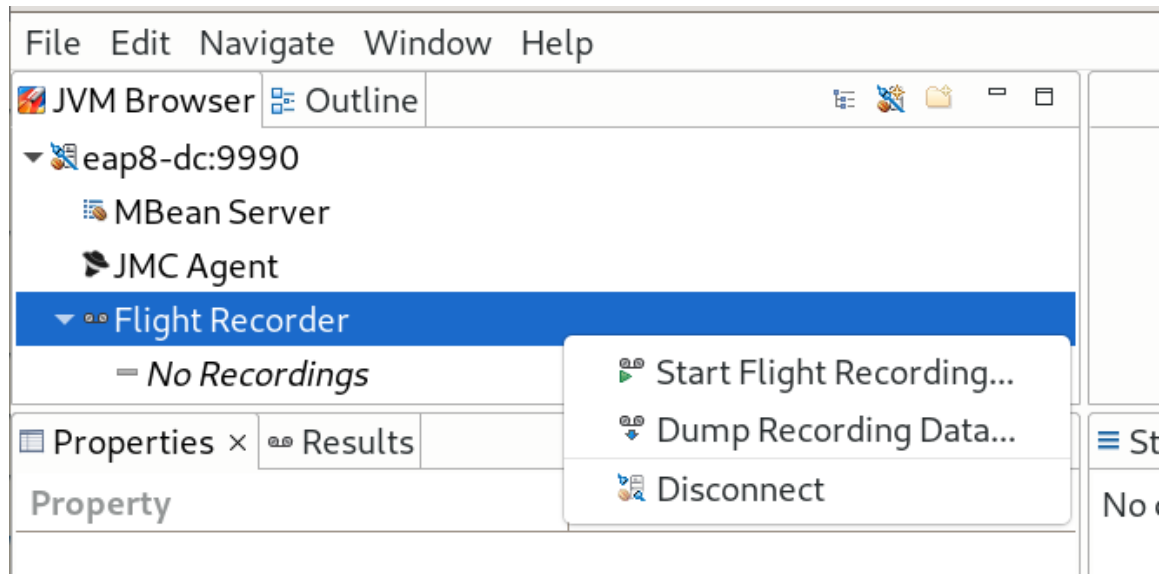 File Edit Navigate Window Help
JVM Browser Outline
eap8-dc:9990
MBean Server
JMC Agent
Flight Recorder
No Recordings
Start Flight Recording...
Dump Recording Data...
Disconnect
Properties × Results
Property
St
No